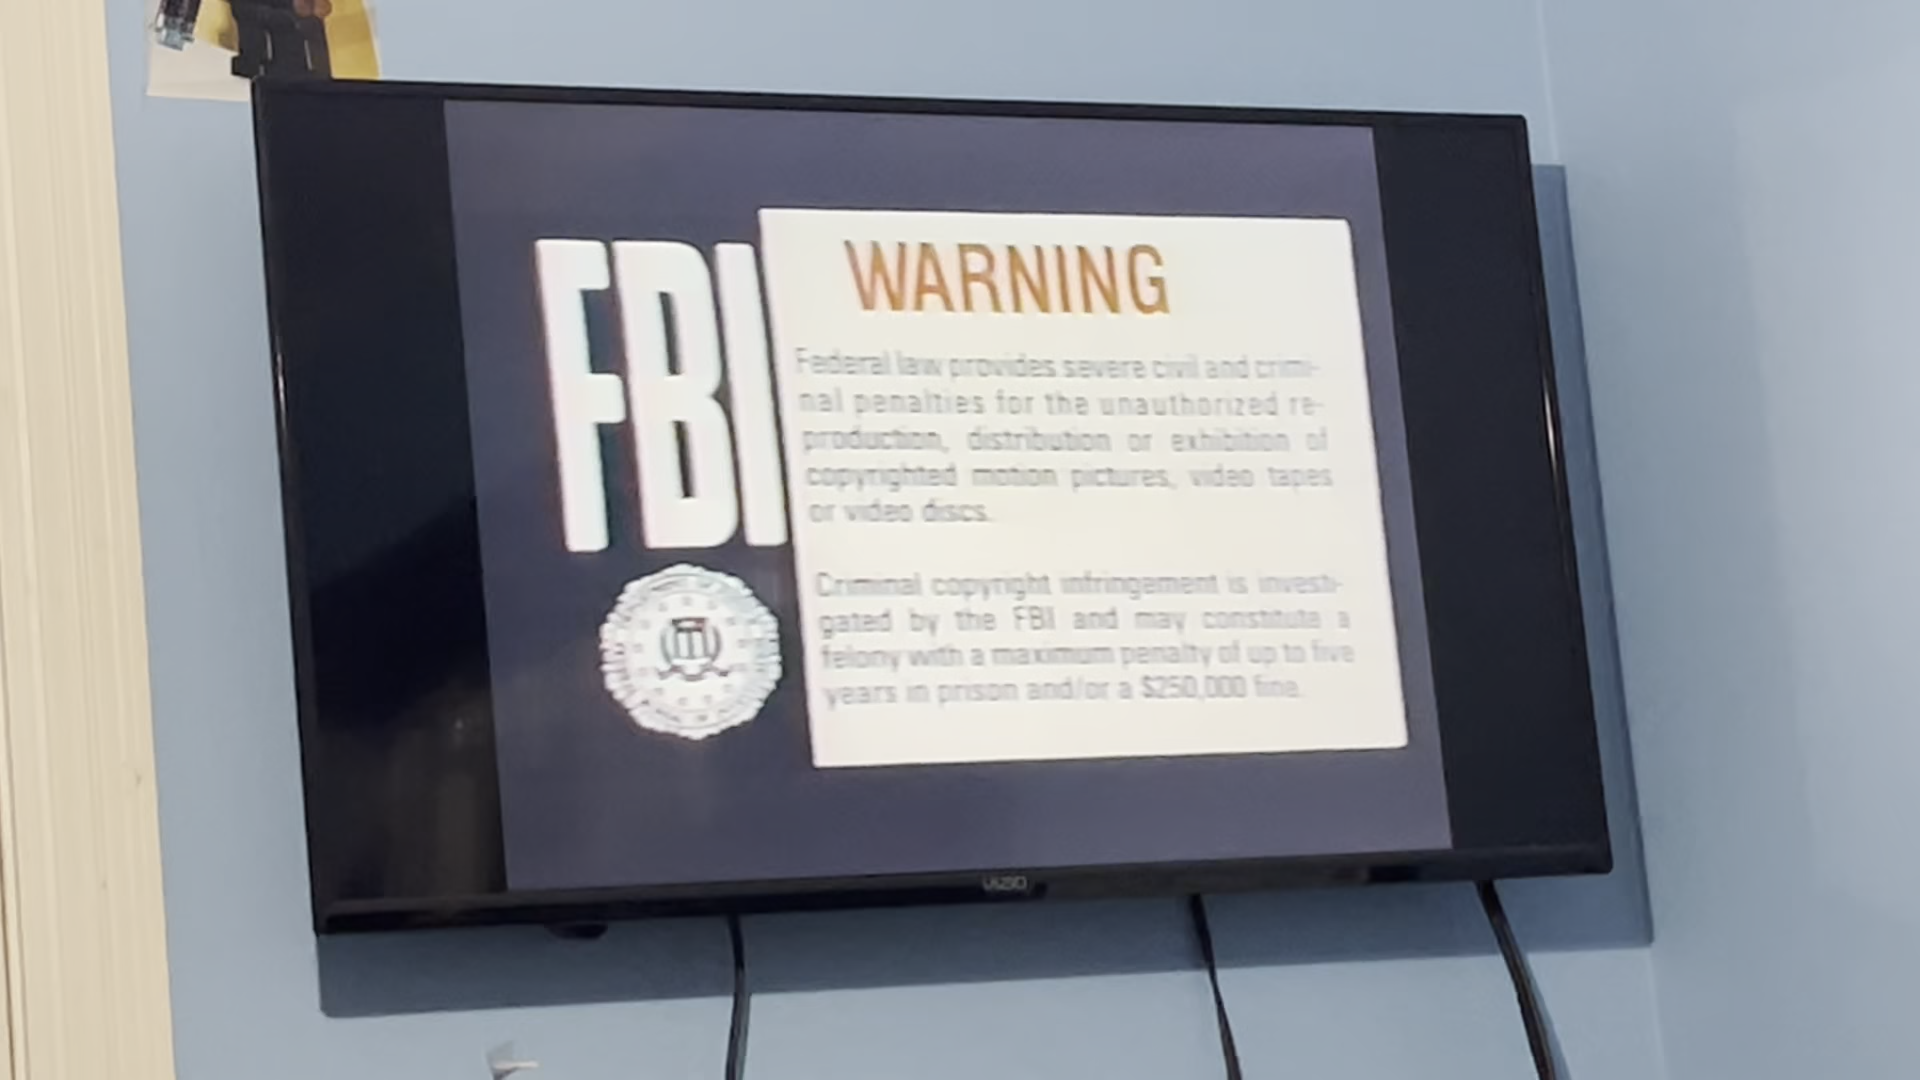 FBI
WARNING
Federal law provides severe civil and crimi-
nal penalties for the unauthorized re-
production, distribution or exhibition of
copyrighted motion pictures, video tapes
or video discs.
Criminal copyright infringement is investi-
gated by the FBI and may constitute a
felony with a maximum penalty of up to five
years in prison and/or a $250,000 fine.
VIZIO